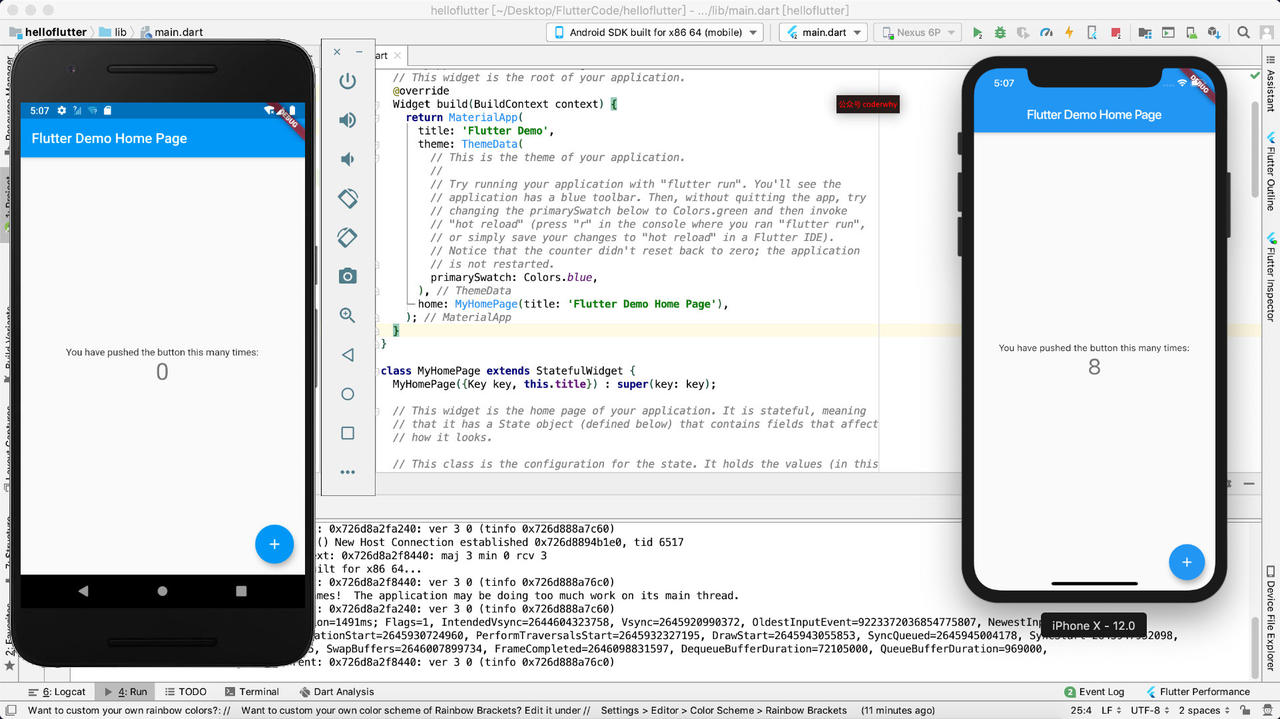 helloflutter [~/Desktop/FlutterCode/helloflutter] - .../lib/main.dart [helloflutter]
helloflutter lib main.dart
Android SDK built for x86 64 (mobile) main.dart Nexus 6P
// This widget is the root of your application.
@override
Widget build(BuildContext context) {
return MaterialApp(
title: 'Flutter Demo',
theme: ThemeData(
// This is the theme of your application.
//
// Try running your application with "flutter run". You'll see the
// application has a blue toolbar. Then, without quitting the app, try
// changing the primarySwatch below to Colors.green and then invoke
// "hot reload" (press "r" in the console where you ran "flutter run",
// or simply save your changes to "hot reload" in a Flutter IDE).
// Notice that the counter didn't reset back to zero; the application
// is not restarted.
primarySwatch: Colors.blue,
), // ThemeData
home: MyHomePage(title: 'Flutter Demo Home Page'),
); // MaterialApp
}
}
class MyHomePage extends StatefulWidget {
MyHomePage({Key key, this.title}) : super(key: key);
// This widget is the home page of your application. It is stateful, meaning
// that it has a State object (defined below) that contains fields that affect
// how it looks.
// This class is the configuration for the state. It holds the values (in this
公众号 coderwhy
5:07
DEBUG
Flutter Demo Home Page
You have pushed the button this many times:
0
+
5:07
DEBUG
Flutter Demo Home Page
You have pushed the button this many times:
8
+
iPhone X - 12.0
Assistant
Flutter Outline
Flutter Inspector
Device File Explorer
: 0x726d8a2fa240: ver 3 0 (tinfo 0x726d888a7c60)
() New Host Connection established 0x726d8894b1e0, tid 6517
ext: 0x726d8a2f8440: maj 3 min 0 rcv 3
ilt for x86 64...
: 0x726d8a2f8440: ver 3 0 (tinfo 0x726d888a76c0)
mes! The application may be doing too much work on its main thread.
: 0x726d8a2fa240: ver 3 0 (tinfo 0x726d888a7c60)
ion=1491ms; Flags=1, IntendedVsync=2644604323758, Vsync=2645920990372, OldestInputEvent=9223372036854775807, NewestIn
ationStart=2645930724960, PerformTraversalsStart=2645932327195, DrawStart=2645943055853, SyncQueued=2645945004178,
5, SwapBuffers=2646007899734, FrameCompleted=2646098831597, DequeueBufferDuration=72105000, QueueBufferDuration=969000,
rent: 0x726d8a2f8440: ver 3 0 (tinfo 0x726d888a76c0)
6: Logcat 4: Run TODO Terminal Dart Analysis 2 Event Log Flutter Performance
Want to custom your own rainbow colors?: // Want to custom your own color scheme of Rainbow Brackets? Edit it under // Settings > Editor > Color Scheme > Rainbow Brackets (11 minutes ago) 25:4 LF UTF-8 2 spaces